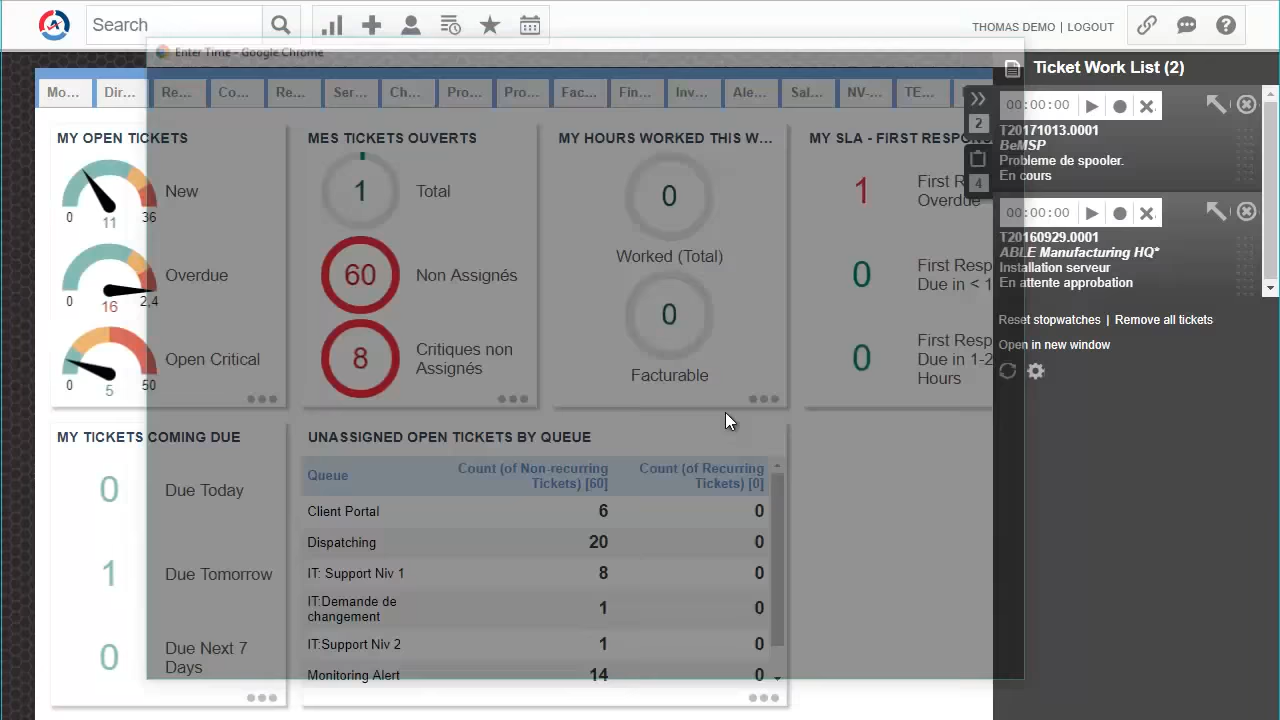 Search
THOMAS DEMO | LOGOUT
Enter Time - Google Chrome
Mo...
Dir...
Re...
Co...
Re...
Ser...
Ch...
Pro...
Pro...
Fac...
Fin...
Inv...
Ale...
Sal...
NV-...
TE...
MY OPEN TICKETS
New
0
11
36
Overdue
0
16
2,4
Open Critical
0
5
50
MES TICKETS OUVERTS
1
Total
60
Non Assignés
8
Critiques non
Assignés
MY HOURS WORKED THIS W...
0
Worked (Total)
0
Facturable
MY SLA - FIRST RESPON
1
First R
Overdue
0
First Resp
Due in < 1
0
First Resp
Due in 1-2
Hours
MY TICKETS COMING DUE
0
Due Today
1
Due Tomorrow
0
Due Next 7
Days
UNASSIGNED OPEN TICKETS BY QUEUE
Queue
Count (of Non-recurring
Tickets) [60]
Count (of Recurring
Tickets) [0]
Client Portal 6 0
Dispatching 20 0
IT: Support Niv 1 8 0
IT:Demande de
changement 1 0
IT:Support Niv 2 1 0
Monitoring Alert 14 0
2
4
Ticket Work List (2)
00:00:00
T20171013.0001
BeMSP
Probleme de spooler.
En cours
00:00:00
T20160929.0001
ABLE Manufacturing HQ*
Installation serveur
En attente approbation
Reset stopwatches | Remove all tickets
Open in new window